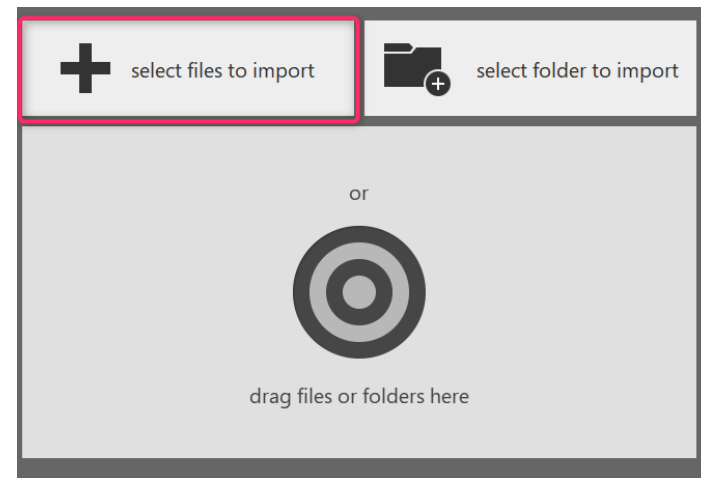 select files to import
select folder to import
or
drag files or folders here